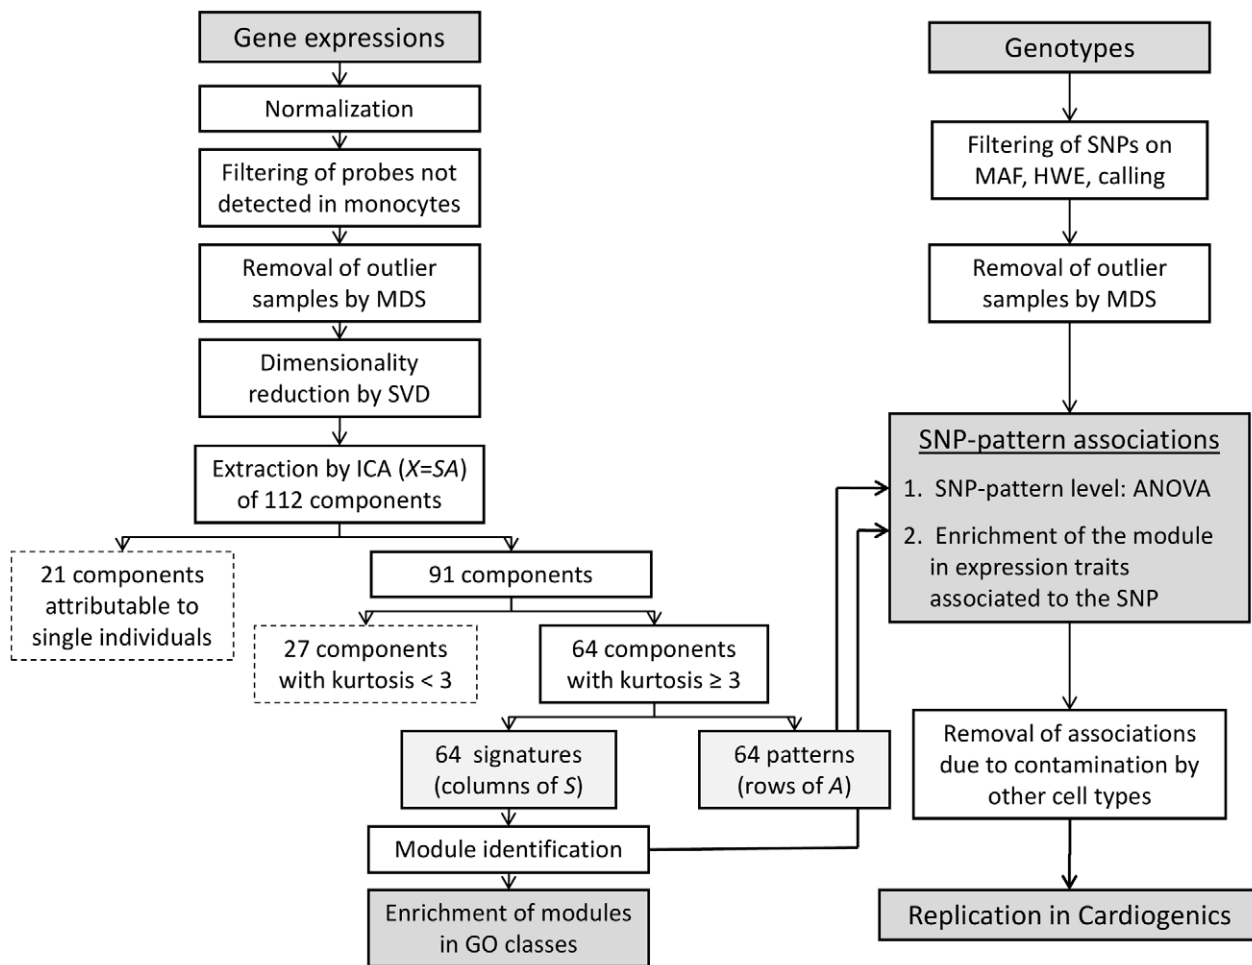 Gene expressions
Normalization
Filtering of probes not
detected in monocytes
Removal of outlier
samples by MDS
Dimensionality
reduction by SVD
Extraction by ICA (X=SA)
of 112 components
21 components
attributable to
single individuals
91 components
27 components
with kurtosis < 3
64 components
with kurtosis ≥ 3
64 signatures
(columns of S)
64 patterns
(rows of A)
Module identification
Enrichment of modules
in GO classes
Genotypes
Filtering of SNPs on
MAF, HWE, calling
Removal of outlier
samples by MDS
SNP-pattern associations
1. SNP-pattern level: ANOVA
2. Enrichment of the module
in expression traits
associated to the SNP
Removal of associations
due to contamination by
other cell types
Replication in Cardiogenics